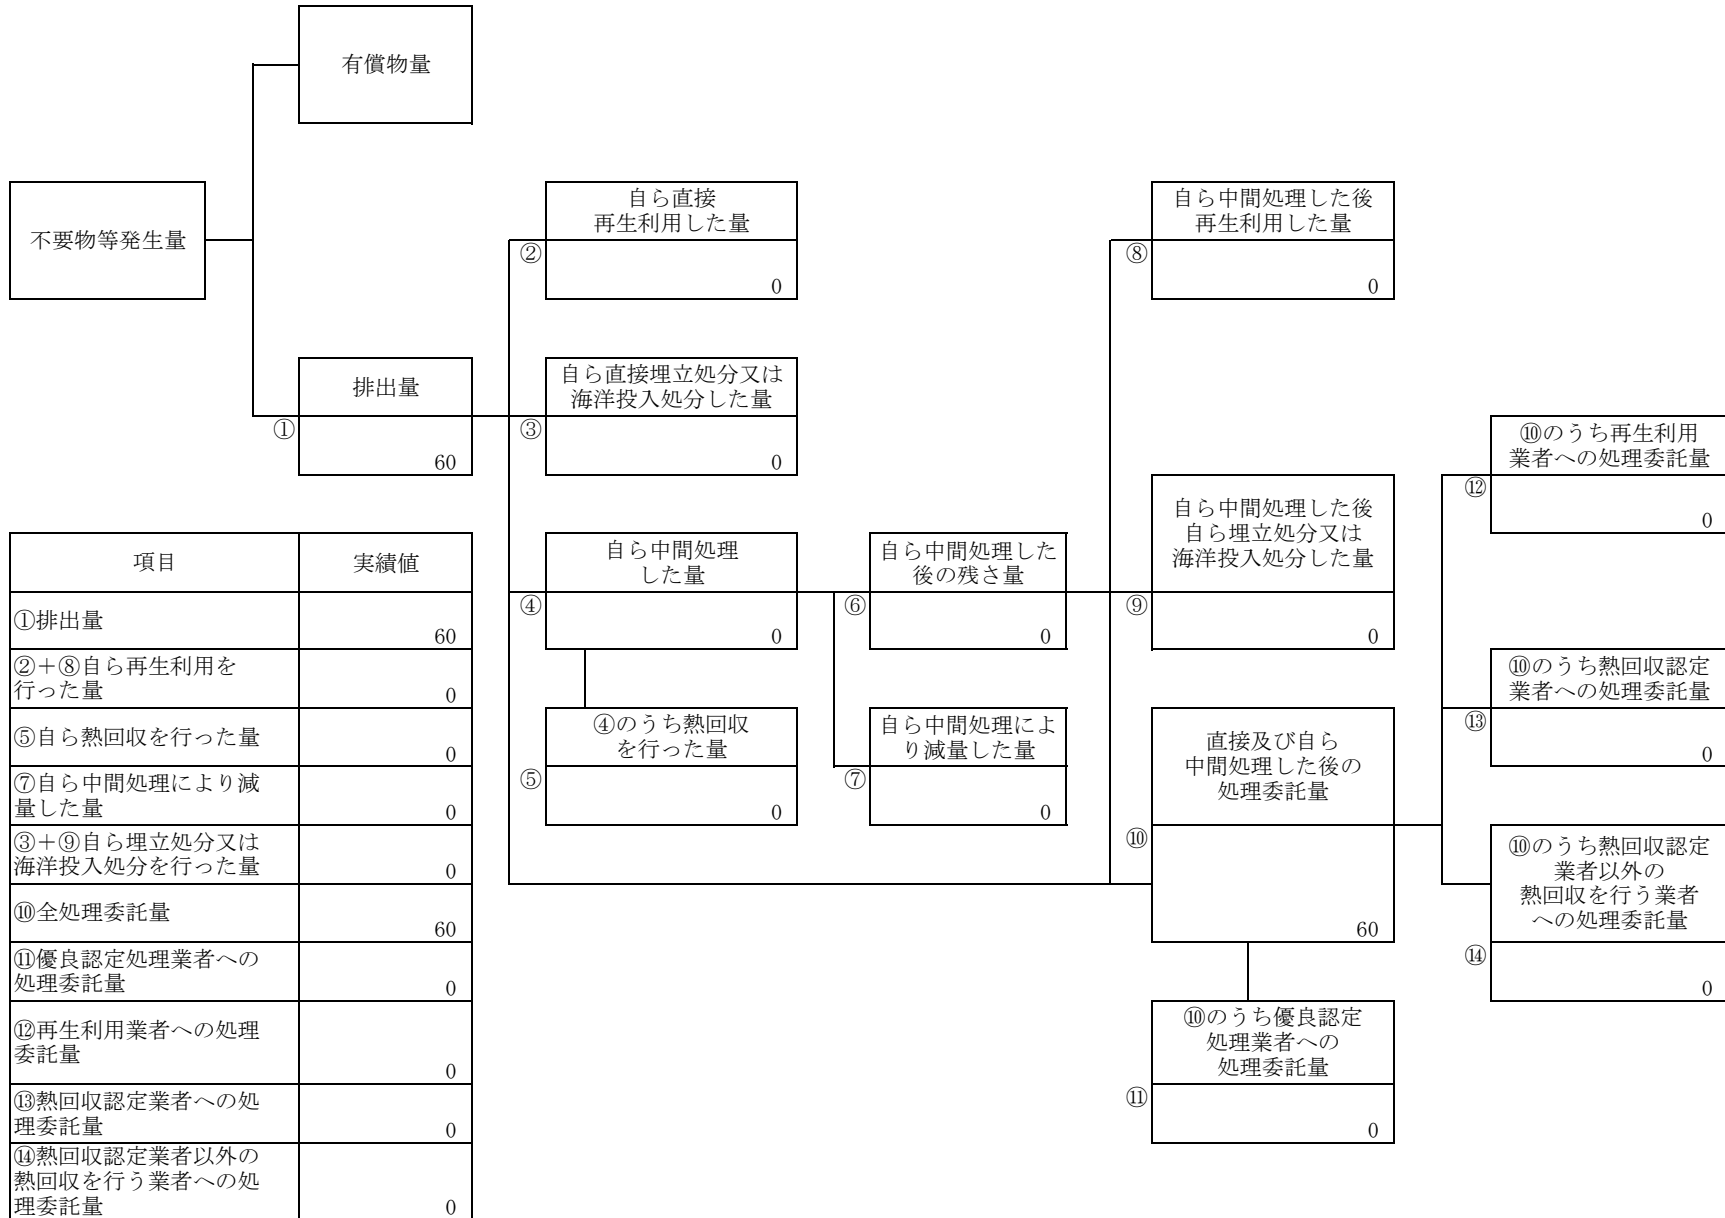 有償物量
不要物等発生量
自ら直接
再生利用した量
②
0
自ら中間処理した後
再生利用した量
⑧
0
排出量
①
60
自ら直接埋立処分又は
海洋投入処分した量
③
0
⑩のうち再生利用
業者への処理委託量
⑫
0
自ら中間処理
した量
④
0
自ら中間処理した
後の残さ量
⑥
0
自ら中間処理した後
自ら埋立処分又は
海洋投入処分した量
⑨
0
⑩のうち熱回収認定
業者への処理委託量
⑬
0
④のうち熱回収
を行った量
⑤
0
自ら中間処理によ
り減量した量
⑦
0
直接及び自ら
中間処理した後の
処理委託量
⑩
60
⑩のうち熱回収認定
業者以外の
熱回収を行う業者
への処理委託量
⑭
0
⑩のうち優良認定
処理業者への
処理委託量
⑪
0
項目 実績値
①排出量
60
②+⑧自ら再生利用を
行った量
0
⑤自ら熱回収を行った量
0
⑦自ら中間処理により減
量した量
0
③+⑨自ら埋立処分又は
海洋投入処分を行った量
0
⑩全処理委託量
60
⑪優良認定処理業者への
処理委託量
0
⑫再生利用業者への処理
委託量
0
⑬熱回収認定業者への処
理委託量
0
⑭熱回収認定業者以外の
熱回収を行う業者への処
理委託量
0